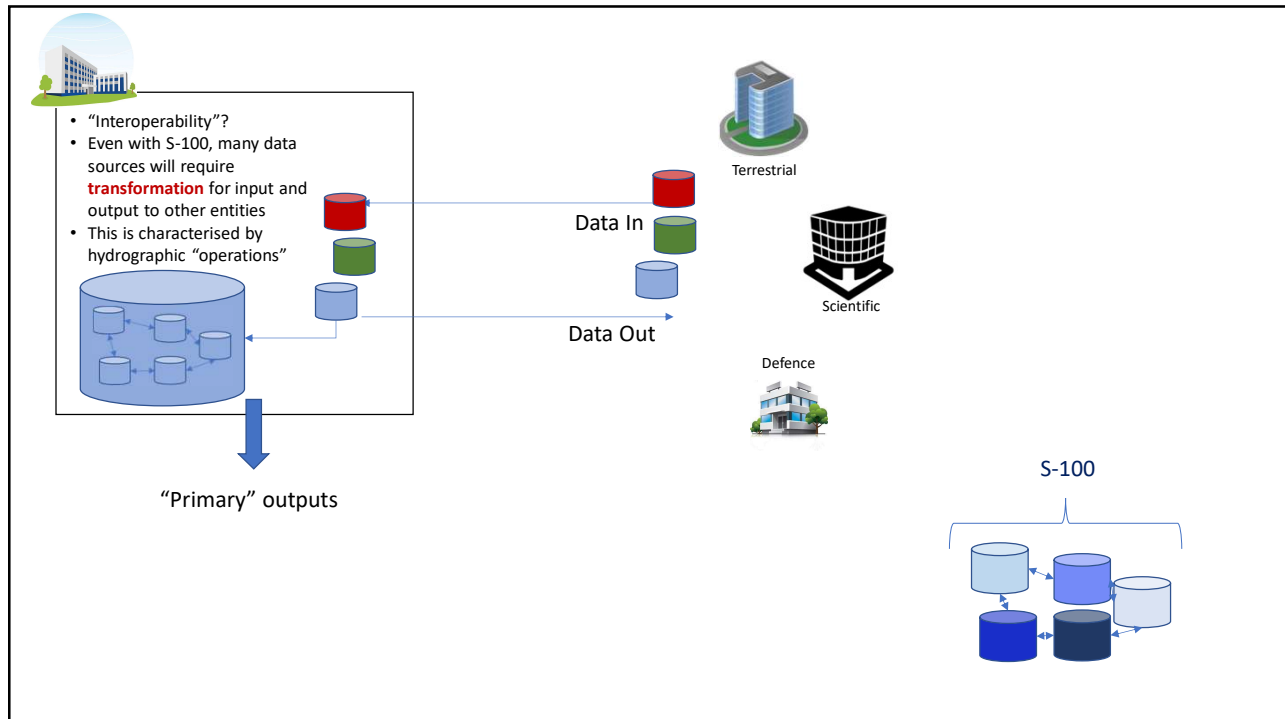 • “Interoperability”?
• Even with S-100, many data
sources will require
transformation for input and
output to other entities
• This is characterised by
hydrographic “operations”
Terrestrial
Data In
Scientific
Data Out
Defence
“Primary” outputs
S-100